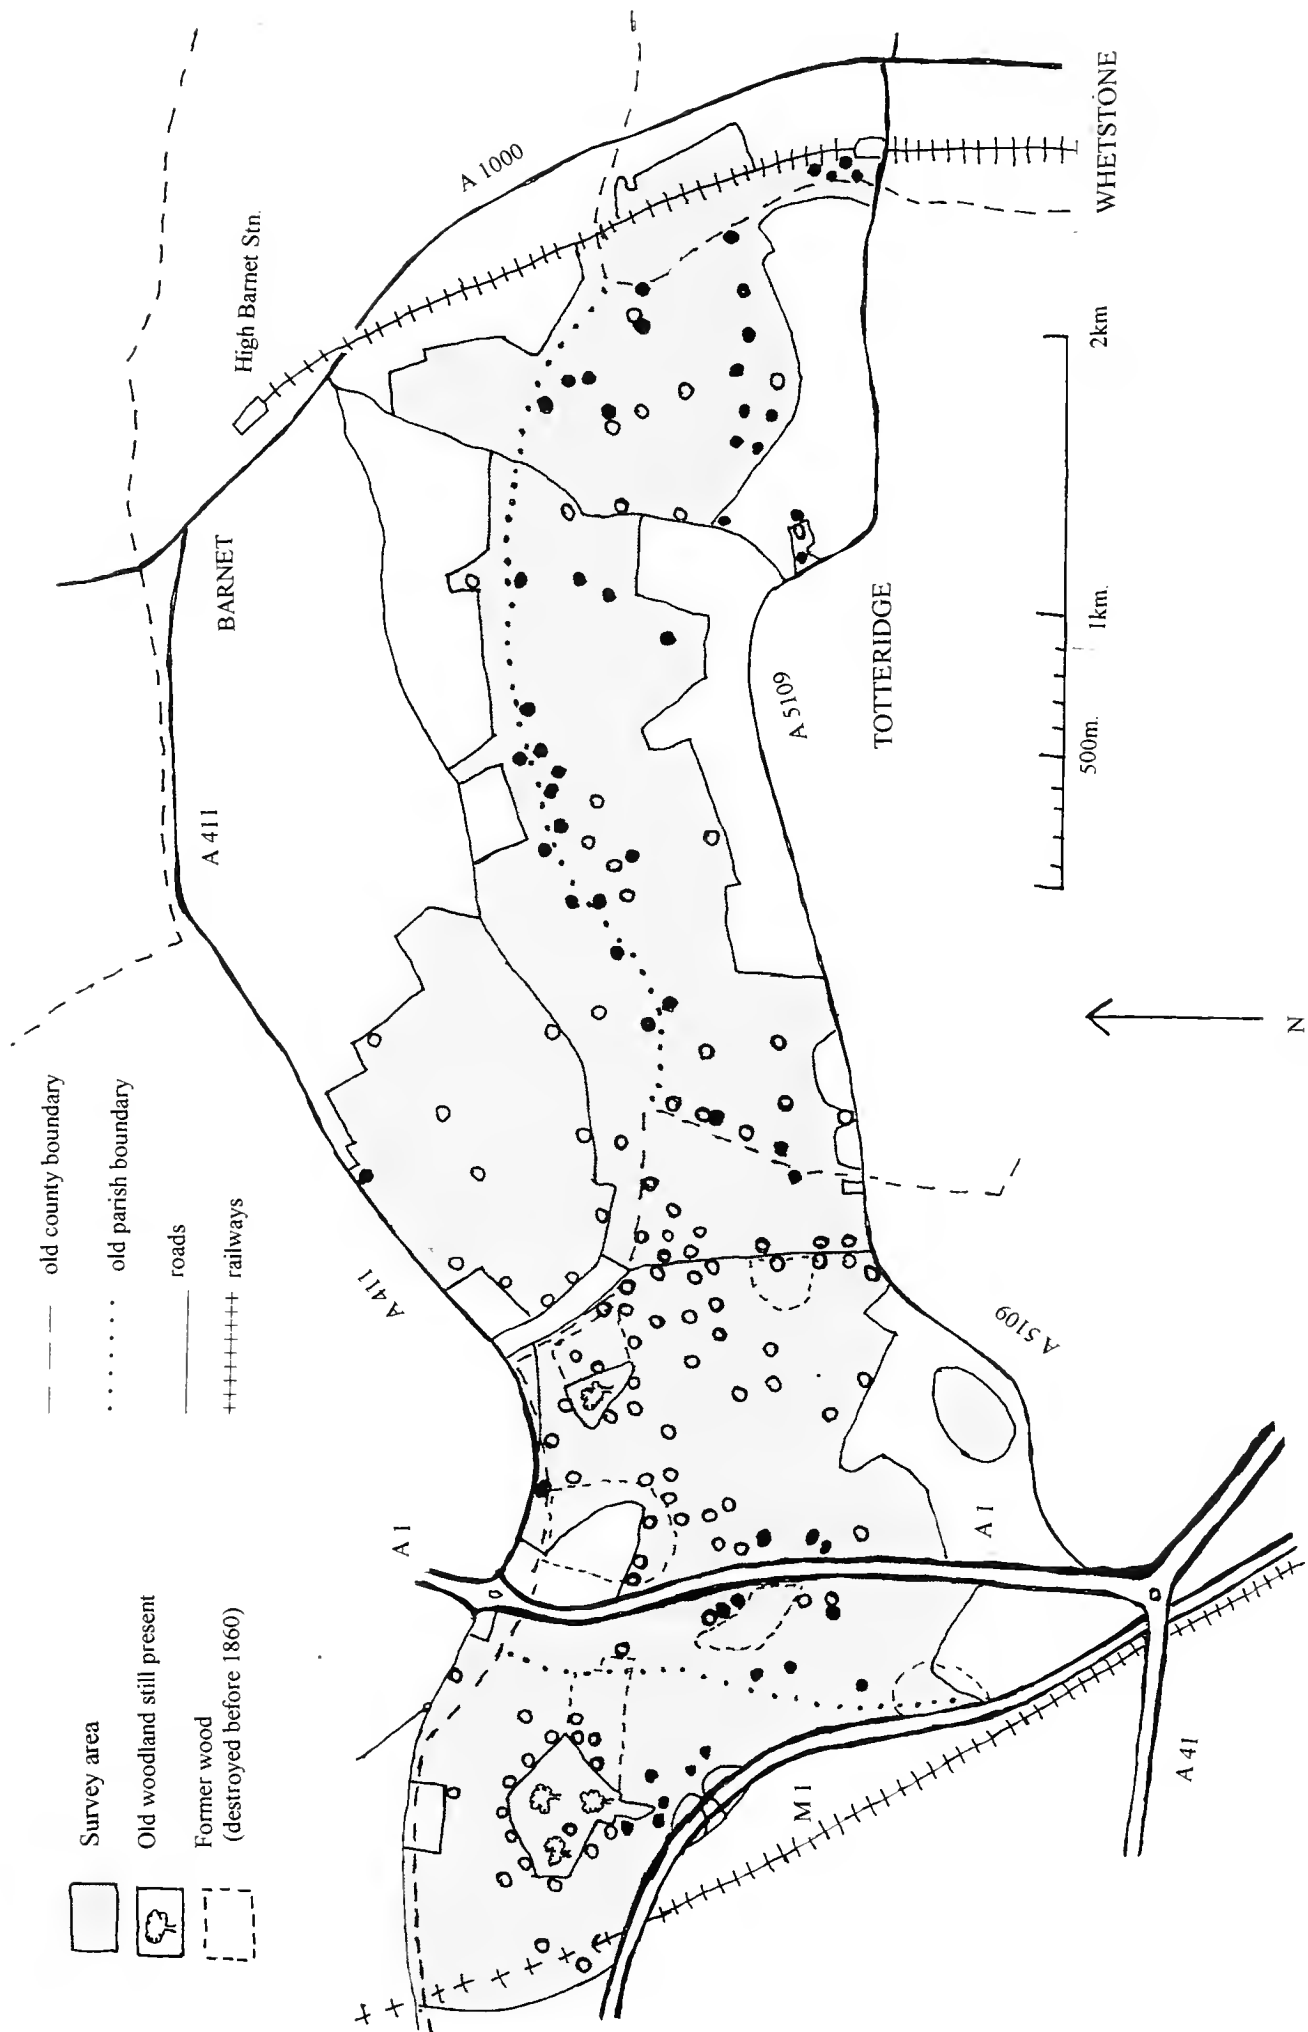 Survey area
Old woodland still present
Former wood
(destroyed before 1860)
old county boundary
old parish boundary
roads
railways
High Barnet Stn.
A 1000
BARNET
A 411
A 411
A 1
A 1
M 1
A 41
A 5109
A 5109
TOTTERIDGE
WHETSTONE
500m.
1km.
2km
N